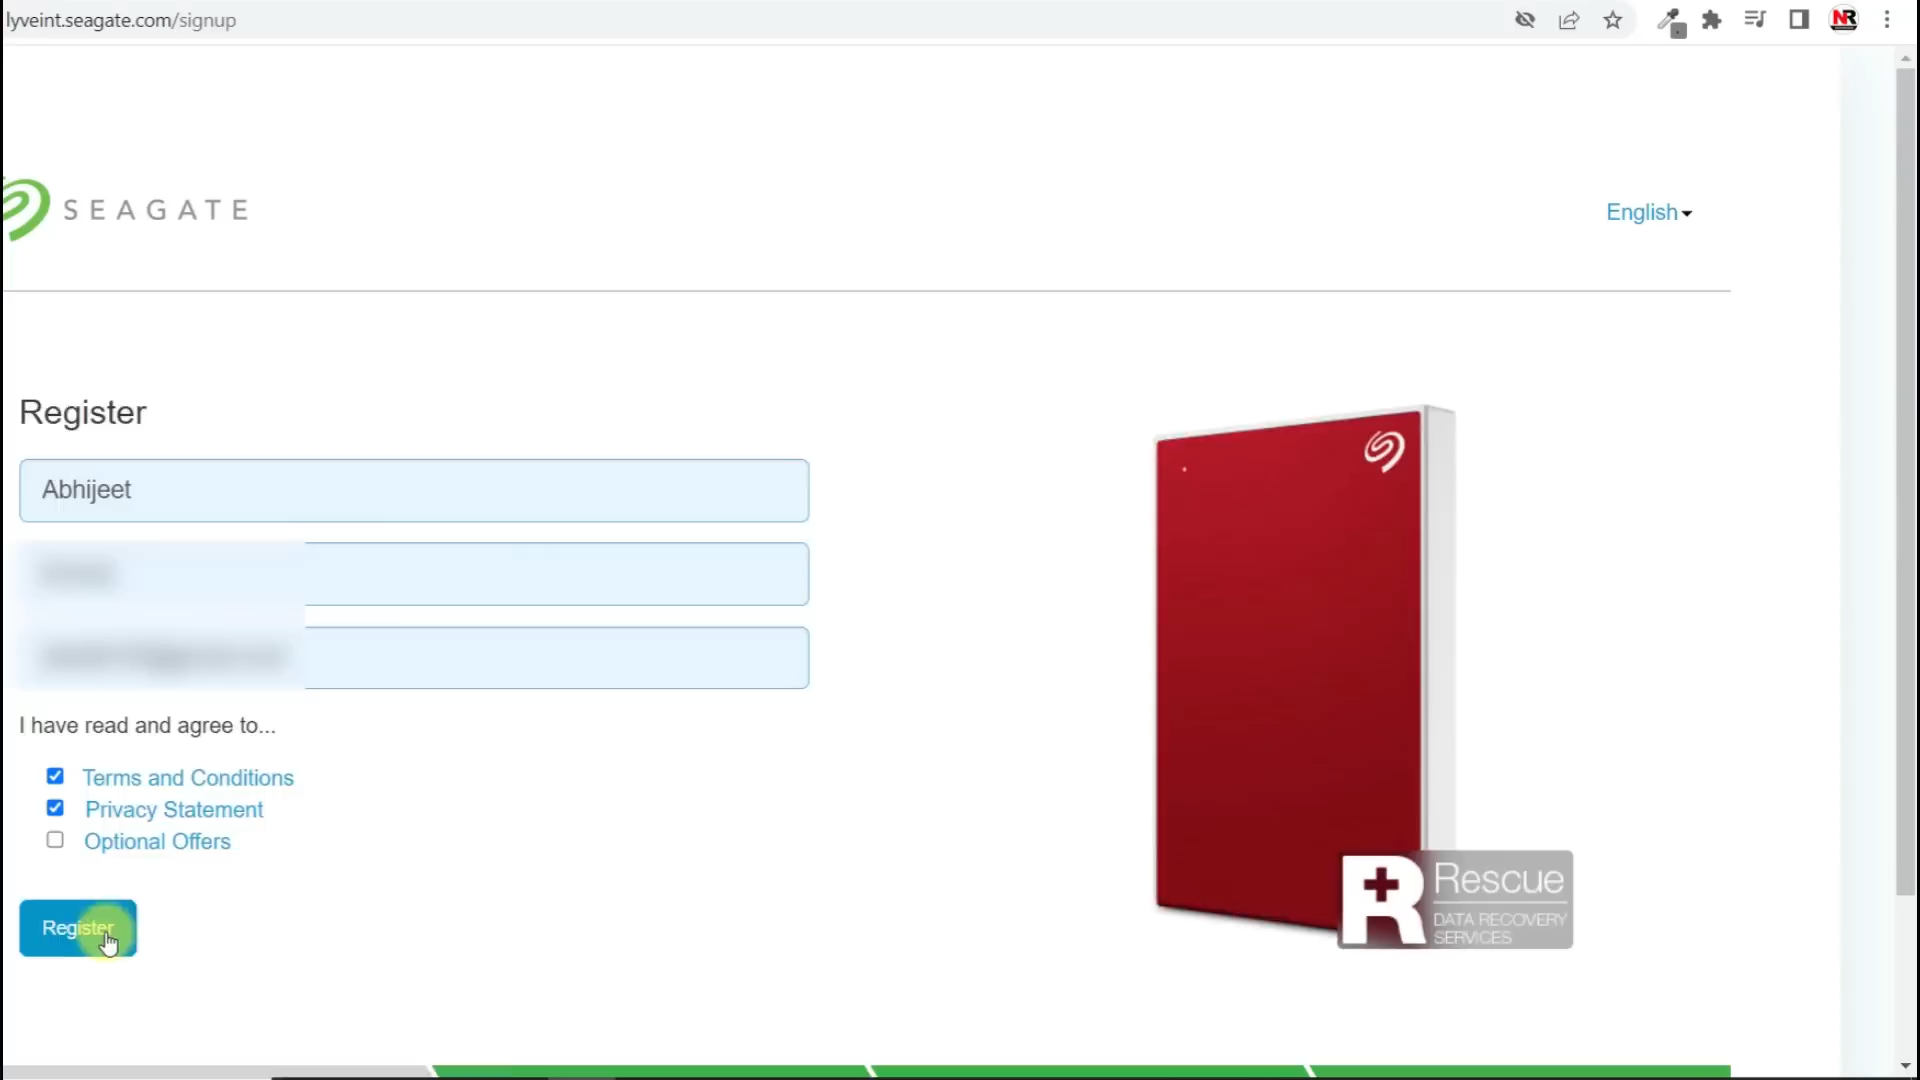 lyveint.seagate.com/signup
NR
SEAGATE
English
Register
Abhijeet
I have read and agree to...
Terms and Conditions
Privacy Statement
Optional Offers
Register
R
Rescue
DATA RECOVERY
SERVICES